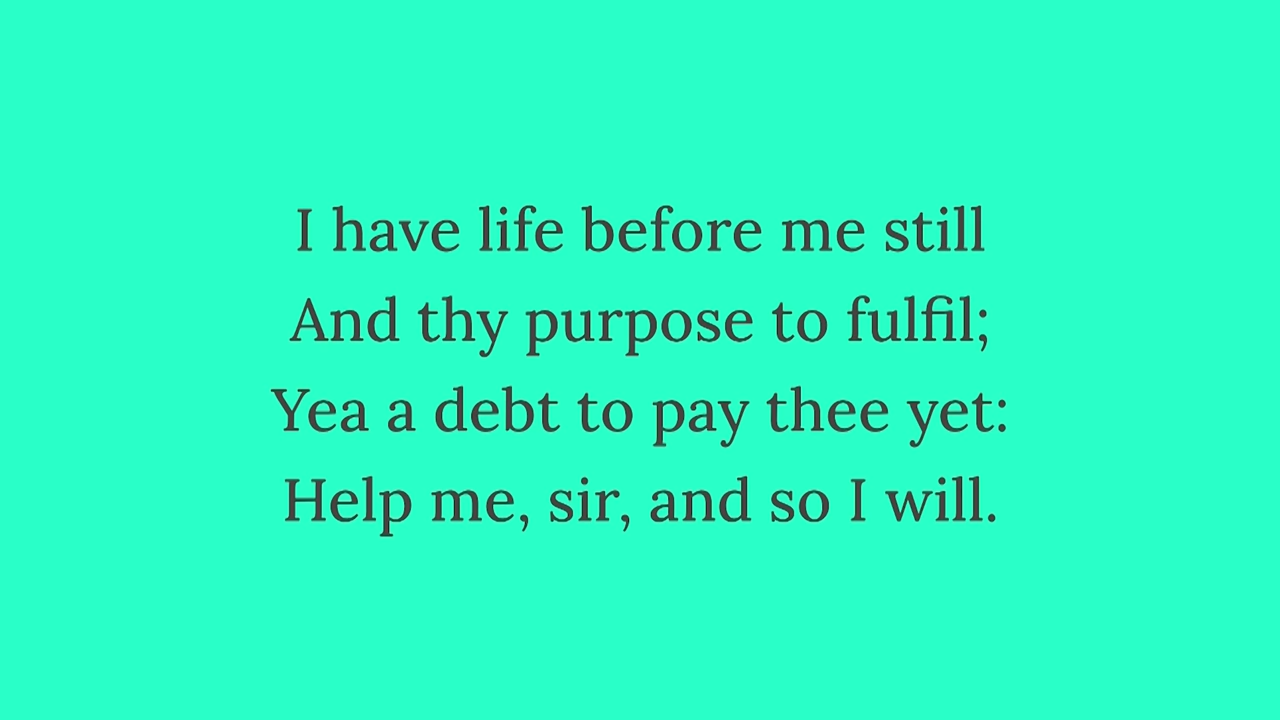 I have life before me still
And thy purpose to fulfil;
Yea a debt to pay thee yet:
Help me, sir, and so I will.